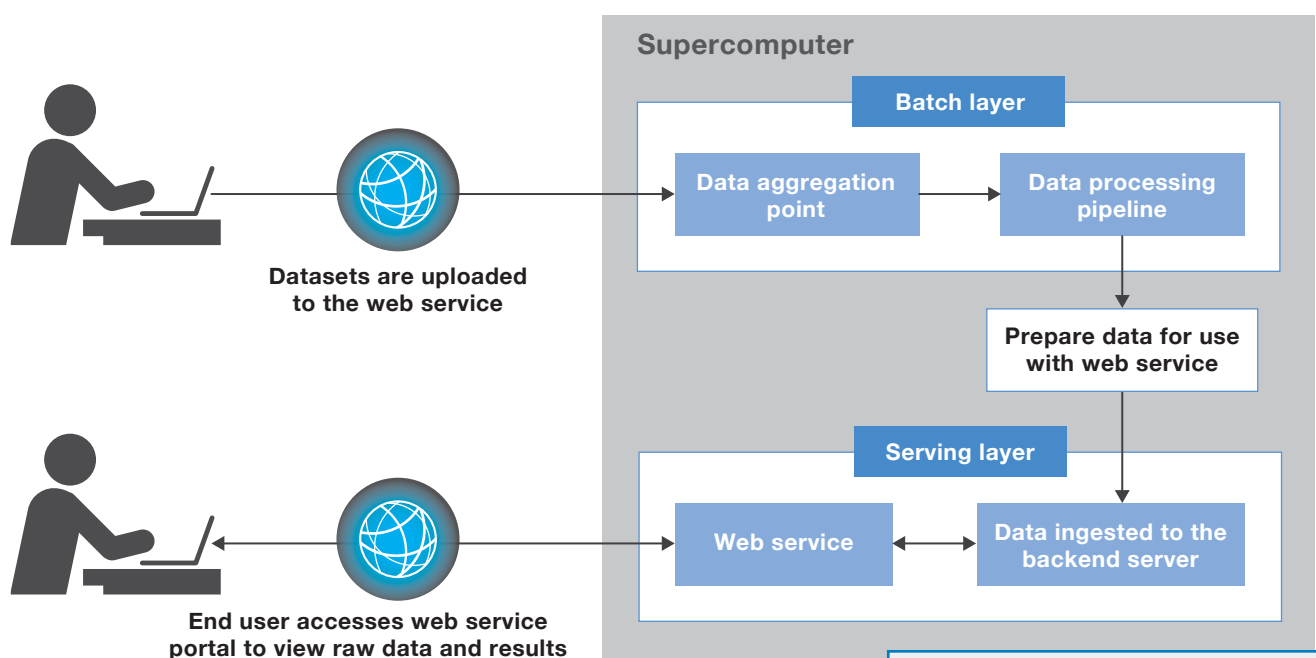 Supercomputer
Batch layer
Data aggregation
point
Data processing
pipeline
Datasets are uploaded
to the web service
Prepare data for use
with web service
Serving layer
Web service
Data ingested to the
backend server
End user accesses web service
portal to view raw data and results